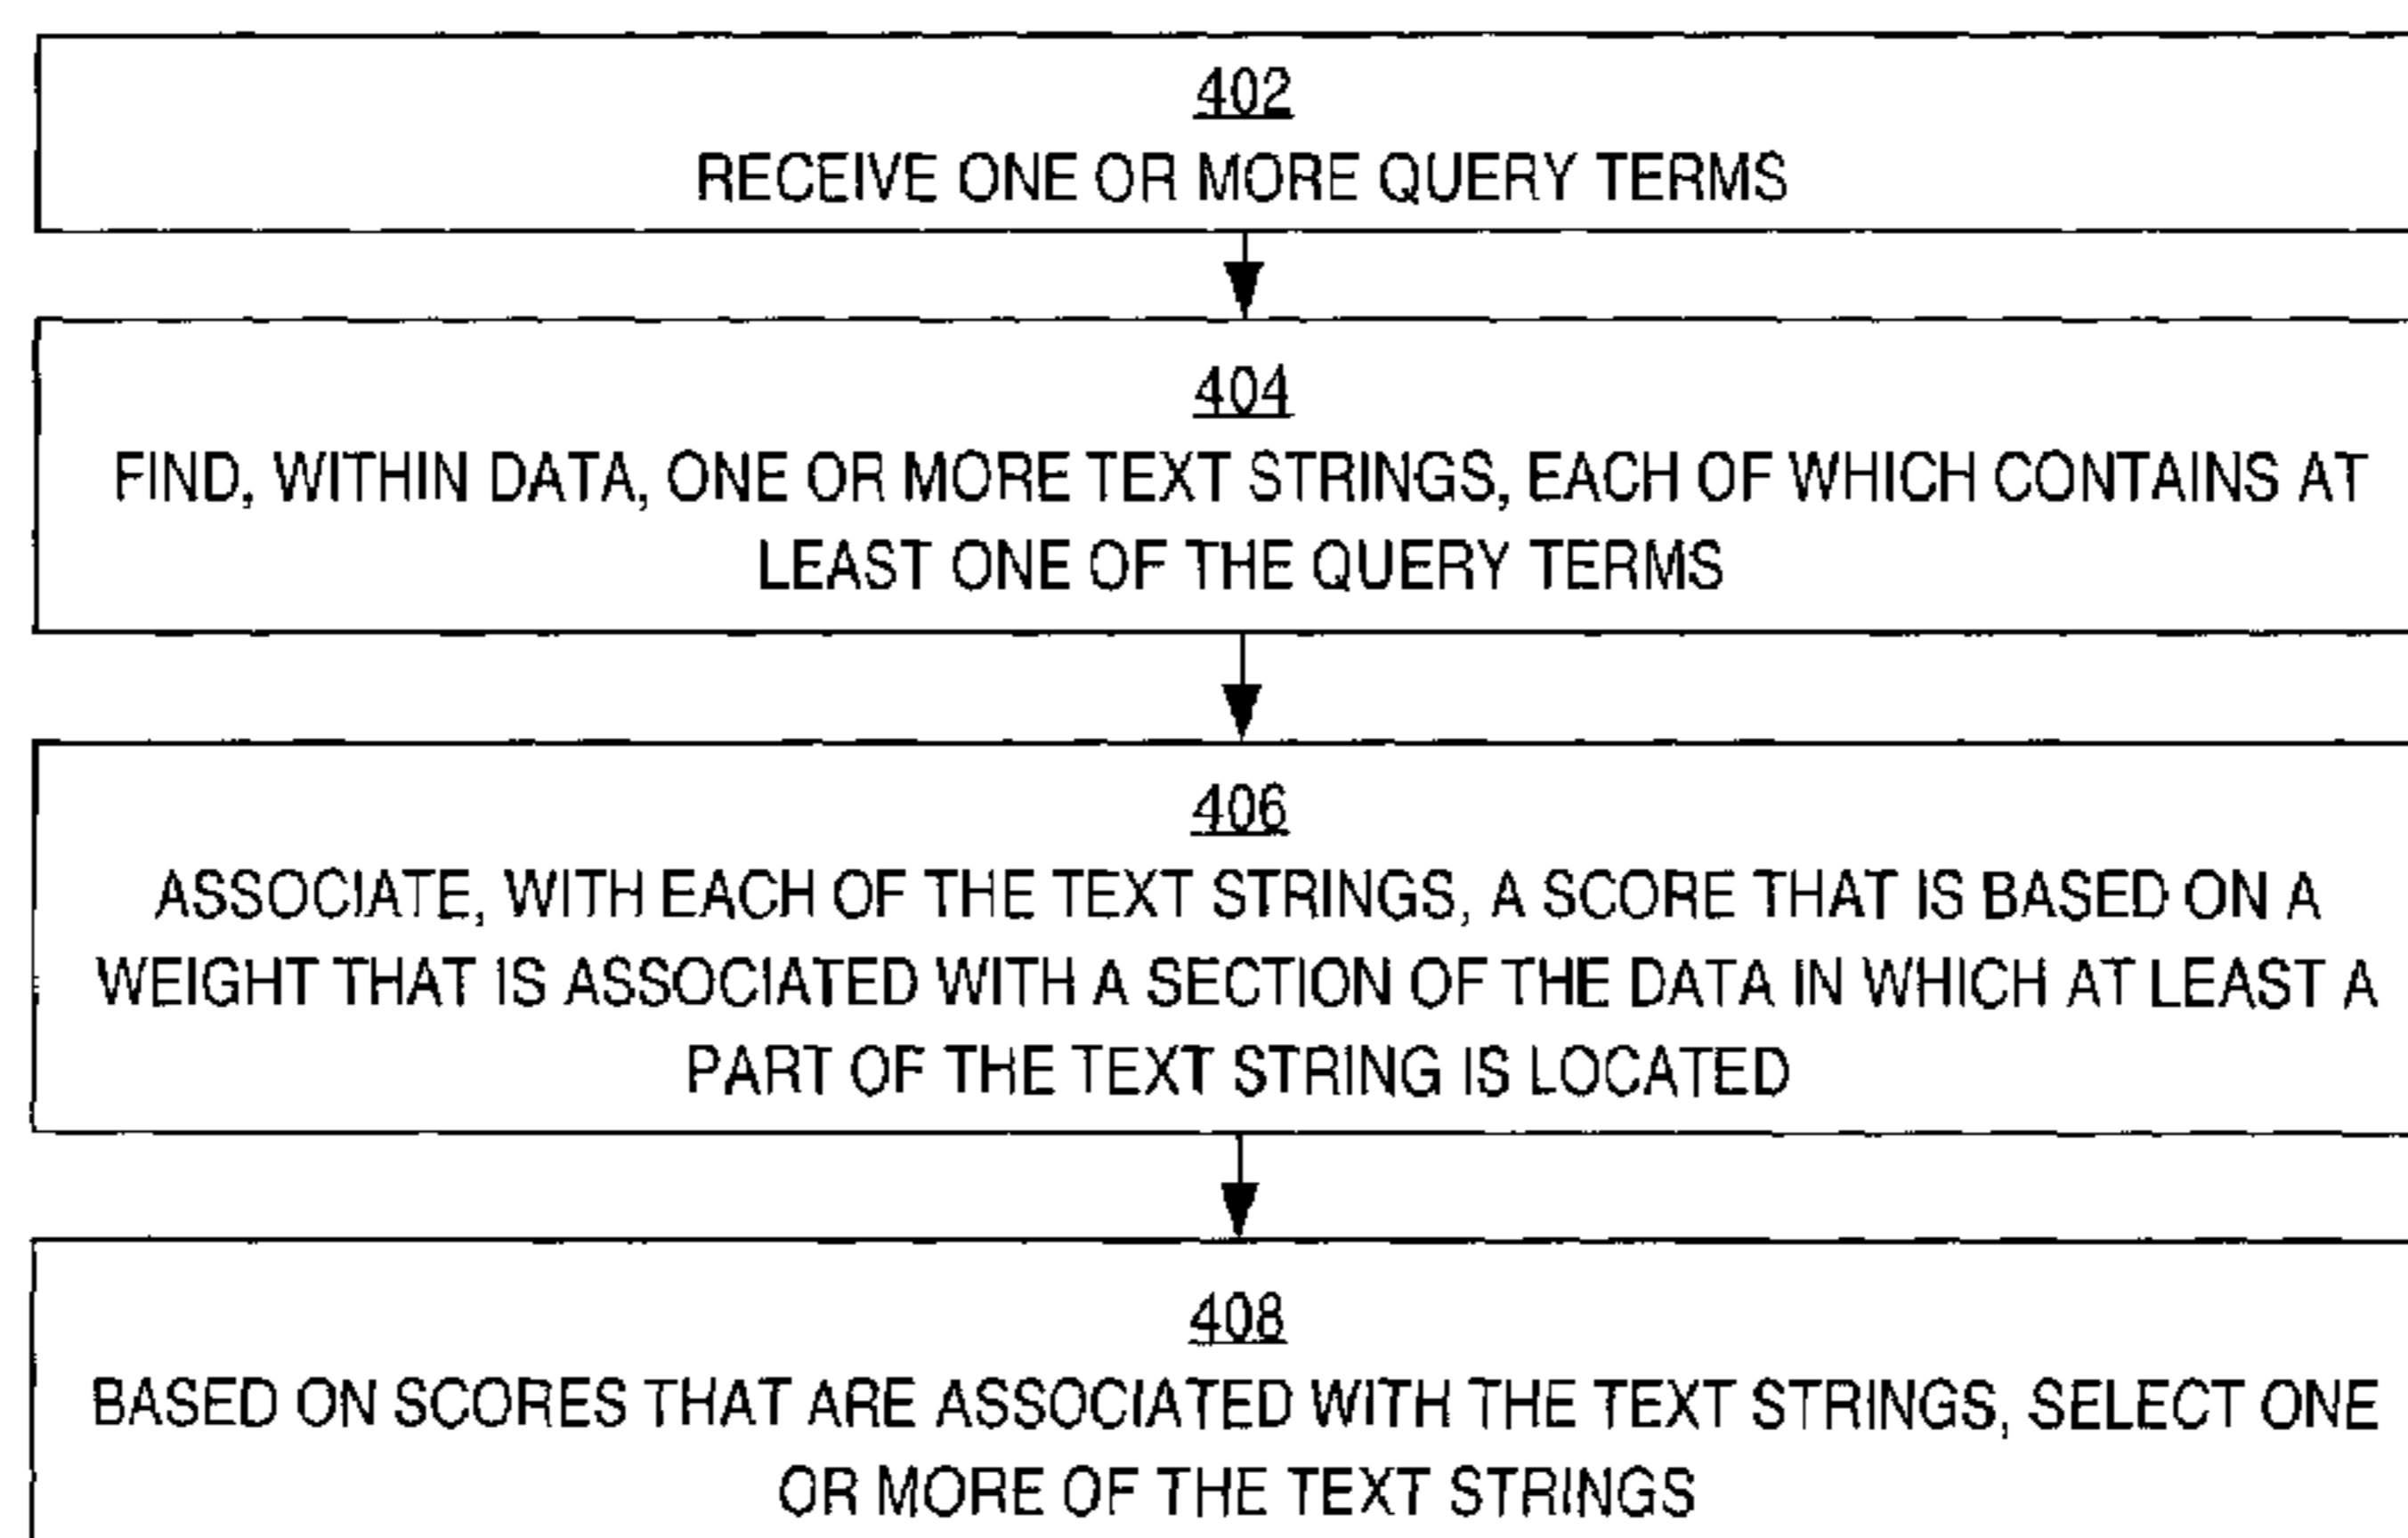 402
RECEIVE ONE OR MORE QUERY TERMS
404
FIND, WITHIN DATA, ONE OR MORE TEXT STRINGS, EACH OF WHICH CONTAINS AT
LEAST ONE OF THE QUERY TERMS
406
ASSOCIATE, WITH EACH OF THE TEXT STRINGS, A SCORE THAT IS BASED ON A
WEIGHT THAT IS ASSOCIATED WITH A SECTION OF THE DATA IN WHICH AT LEAST A
PART OF THE TEXT STRING IS LOCATED
408
BASED ON SCORES THAT ARE ASSOCIATED WITH THE TEXT STRINGS, SELECT ONE
OR MORE OF THE TEXT STRINGS